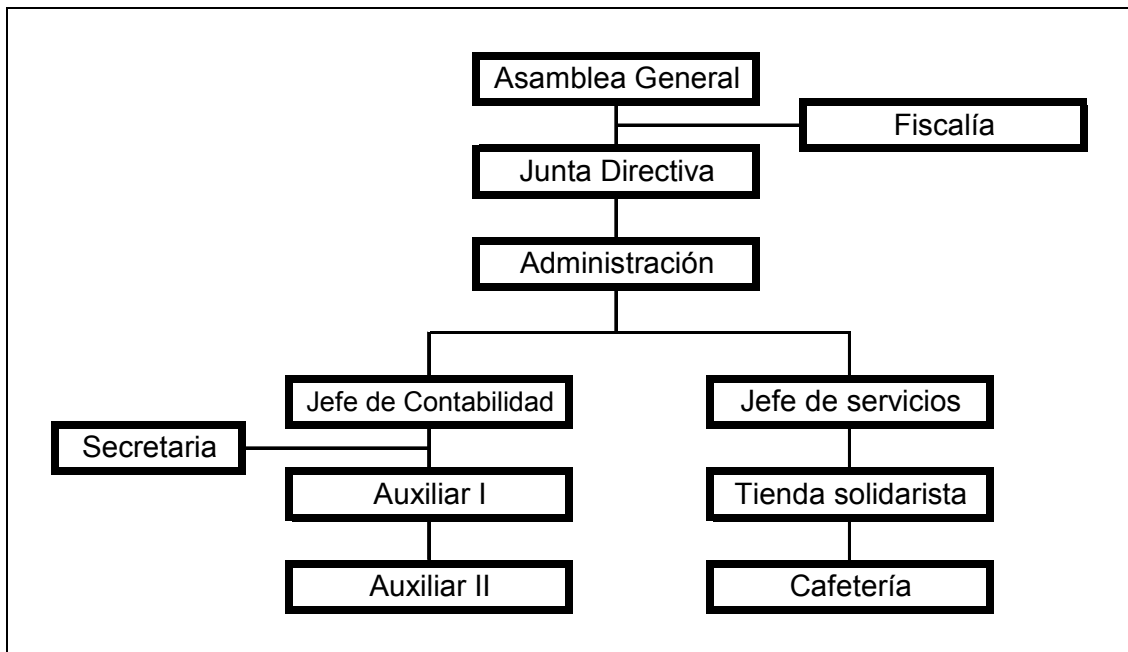 Asamblea General
Fiscalía
Junta Directiva
Administración
Jefe de Contabilidad
Jefe de servicios
Secretaria
Auxiliar I
Tienda solidarista
Auxiliar II
Cafetería